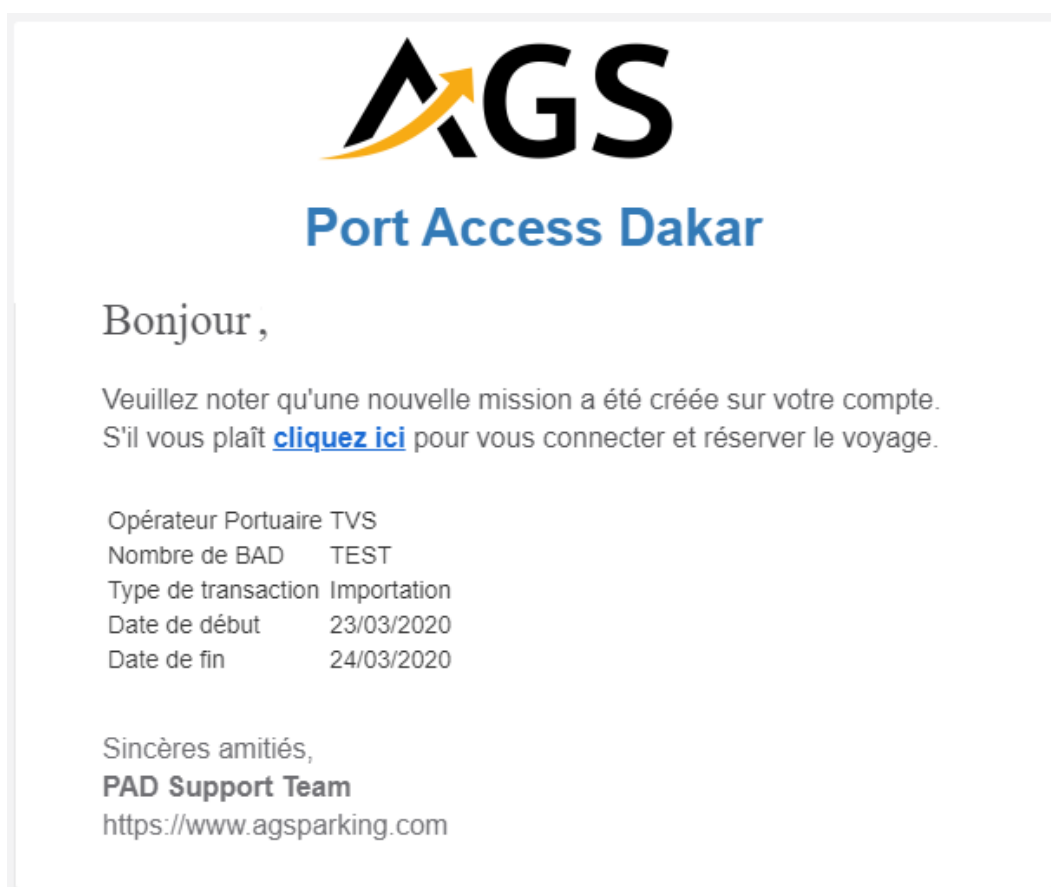 AGS
Port Access Dakar
Bonjour ,
Veuillez noter qu'une nouvelle mission a été créée sur votre compte.
S'il vous plaît cliquez ici pour vous connecter et réserver le voyage.
Opérateur Portuaire TVS
Nombre de BAD TEST
Type de transaction Importation
Date de début 23/03/2020
Date de fin 24/03/2020
Sincères amitiés,
PAD Support Team
https://www.agsparking.com